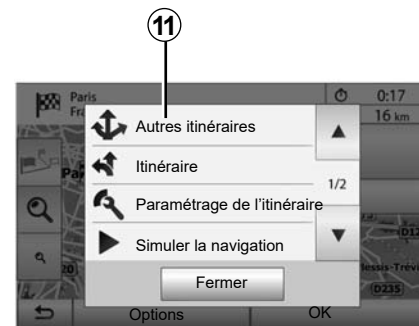 11
Paris 0:17
Fra 16 km
Autres itinéraires
Itinéraire
1/2
Paramétrage de l'itinéraire
Simuler la navigation
Fermer
D235
Options OK